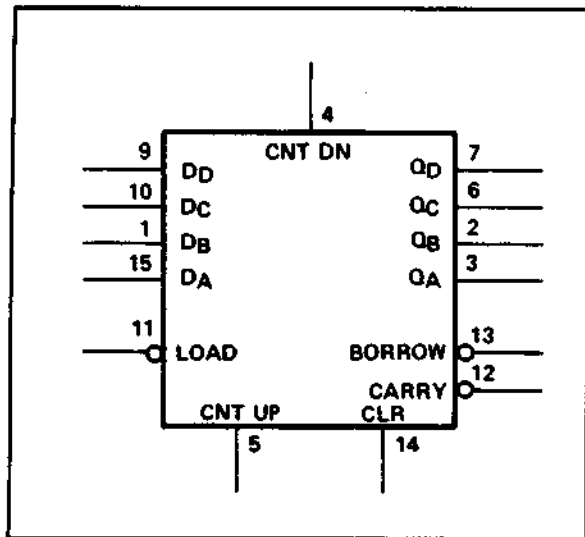 4
CNT DN
9 DD QD 7
10 DC QC 6
1 DB QB 2
15 DA QA 3
11 LOAD BORROW 13
CARRY 12
CNT UP CLR
5 14